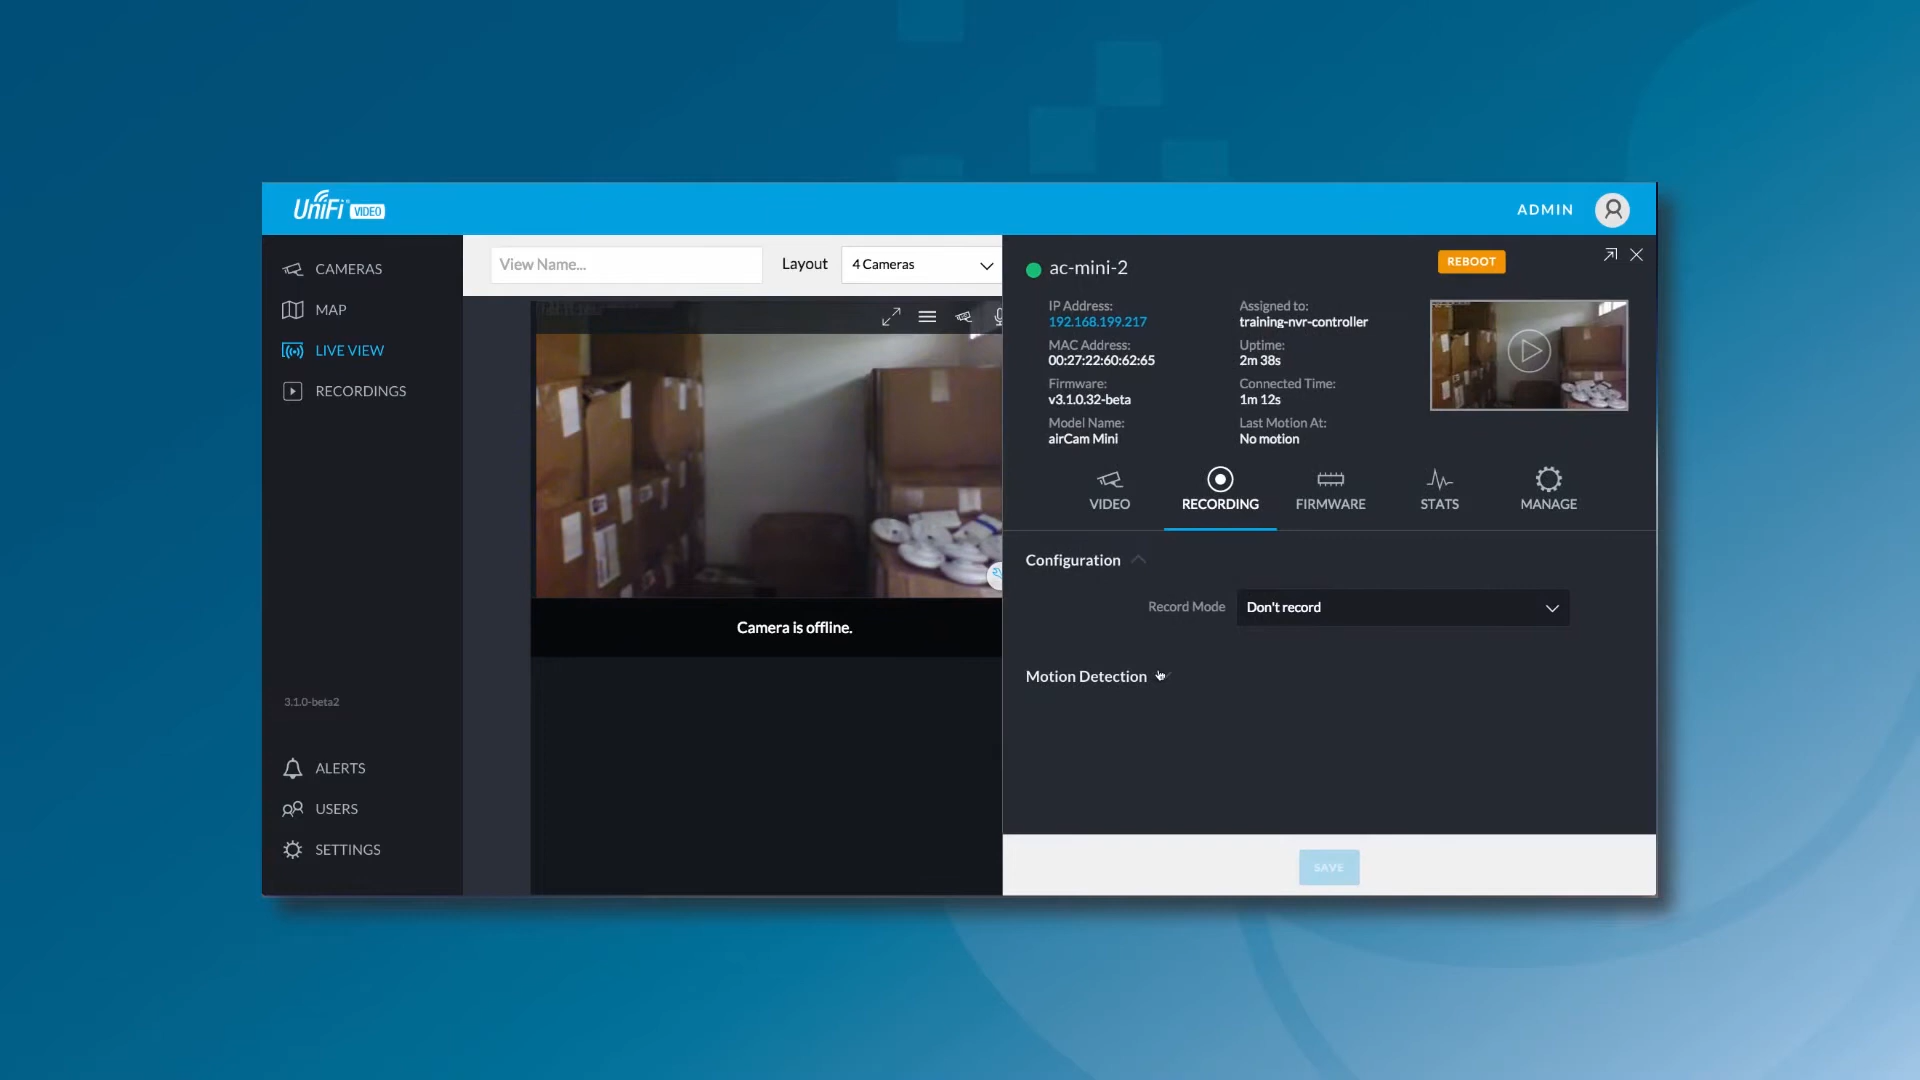 UniFi VIDEO
ADMIN
CAMERAS
MAP
LIVE VIEW
RECORDINGS
3.1.0-beta2
ALERTS
USERS
SETTINGS
View Name...
Layout
4 Cameras
Camera is offline.
ac-mini-2
REBOOT
IP Address:
192.168.199.217
MAC Address:
00:27:22:60:62:65
Firmware:
v3.1.0.32-beta
Model Name:
airCam Mini
Assigned to:
training-nvr-controller
Uptime:
2m 38s
Connected Time:
1m 12s
Last Motion At:
No motion
VIDEO
RECORDING
FIRMWARE
STATS
MANAGE
Configuration
Record Mode
Don't record
Motion Detection
SAVE